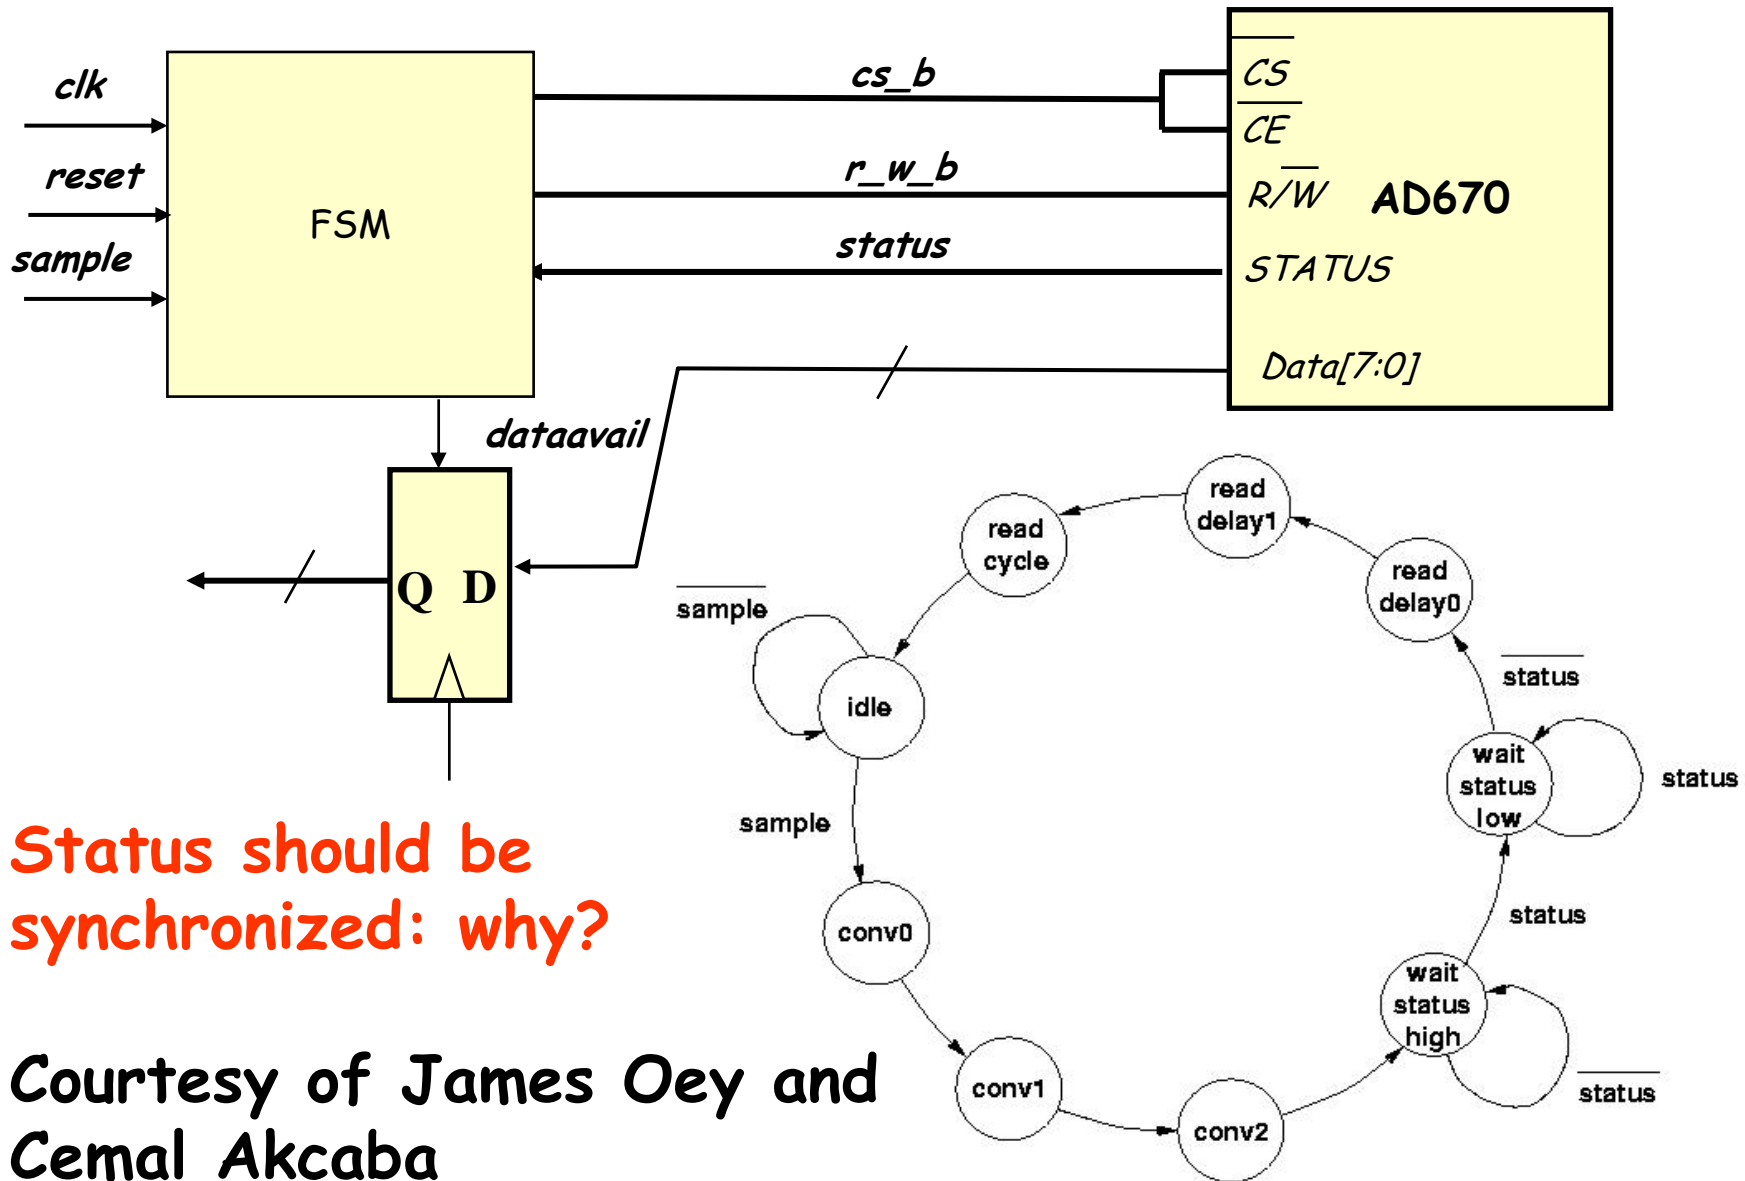 clk
reset
sample
FSM
cs_b
r_w_b
status
CS
CE
R/W
AD670
STATUS
Data[7:0]
dataavail
Q D
Status should be
synchronized: why?
Courtesy of James Oey and
Cemal Akcaba
read
delay1
read
cycle
read
delay0
sample
idle
sample
status
wait
status
low
status
status
conv0
wait
status
high
status
conv1
conv2